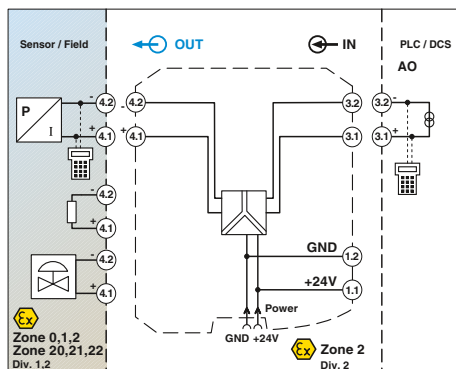 Sensor / Field
OUT
IN
PLC / DCS
AO
P
I
-
4.2
+
4.1
-
4.2
+
4.1
-
4.2
+
4.1
4.2
-
4.1
+
3.2
3.1
3.2
-
3.1
+
GND
1.2
+24V
1.1
Power
GND +24V
Ex
Zone 0,1,2
Zone 20,21,22
Div. 1,2
Ex
Zone 2
Div. 2